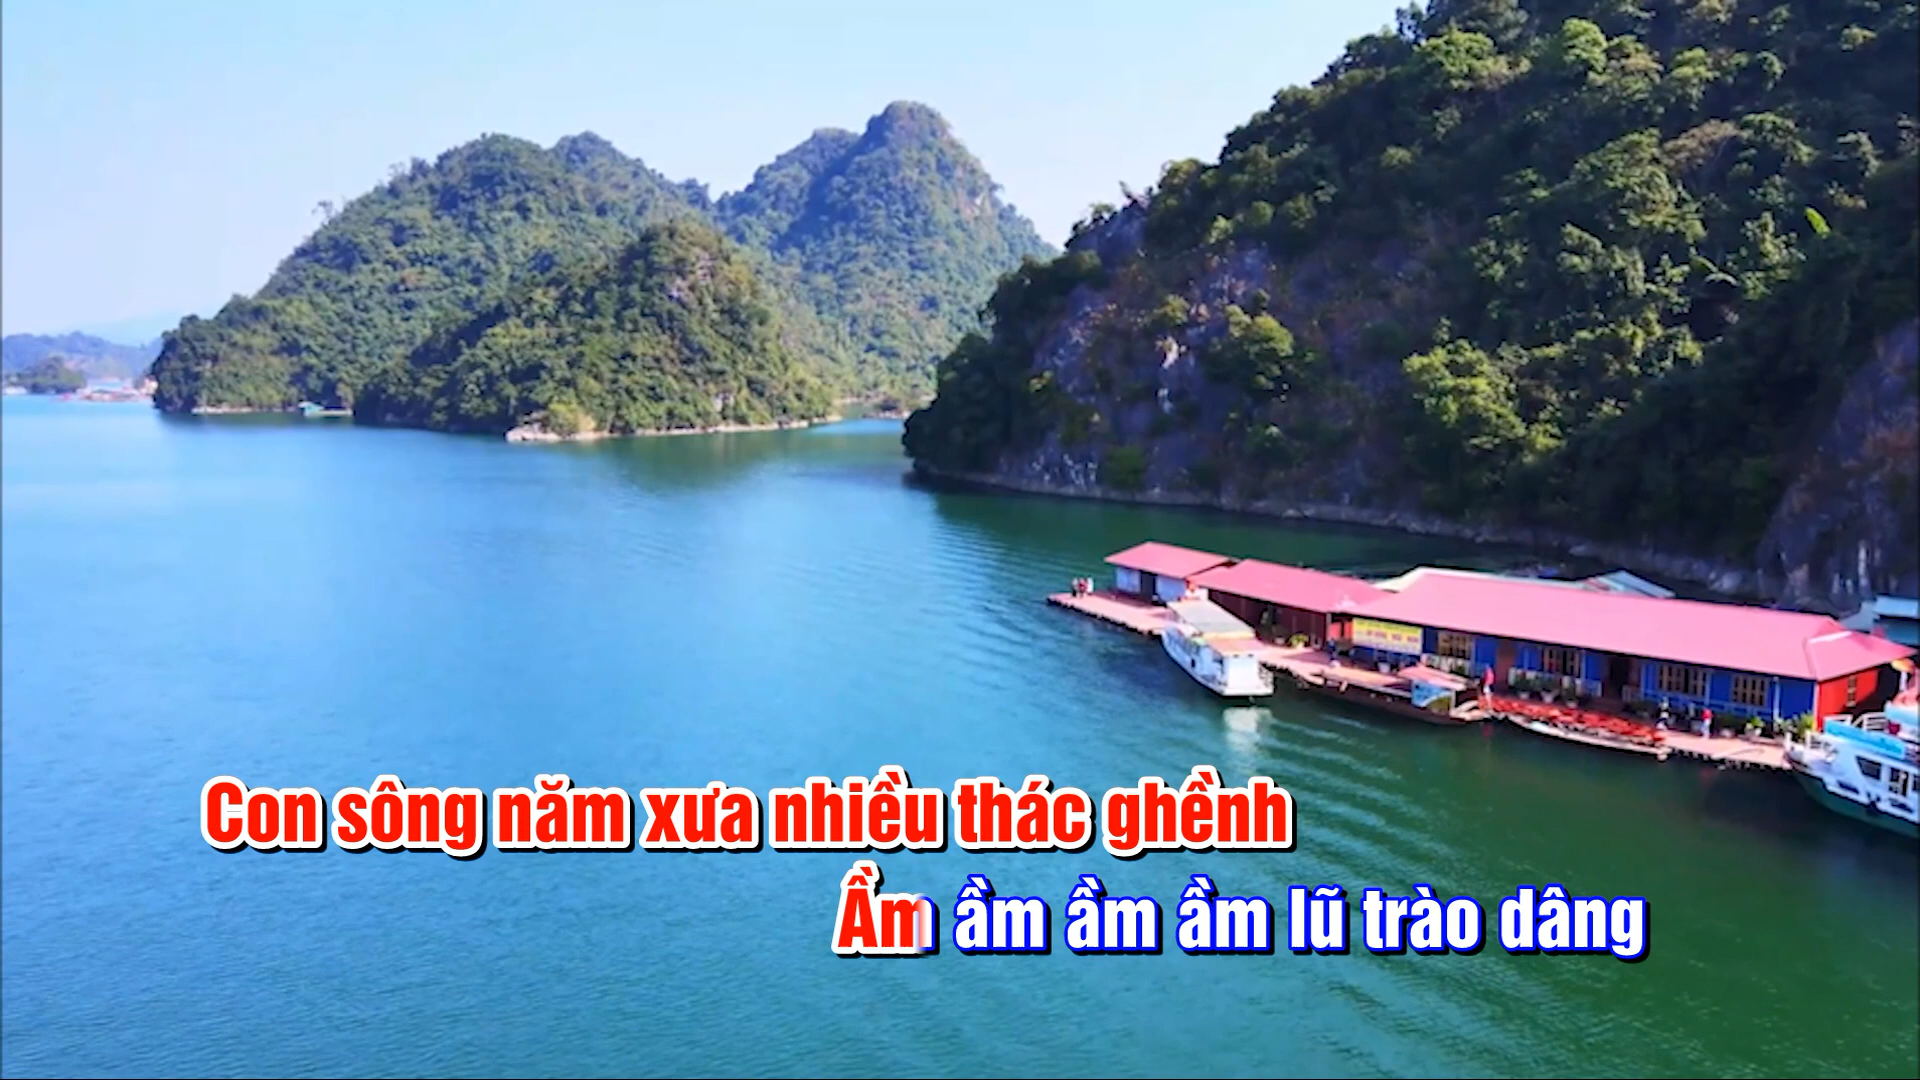 Con sông năm xưa nhiều thác ghềnh
Ầm ầm ầm ầm lũ trào dâng